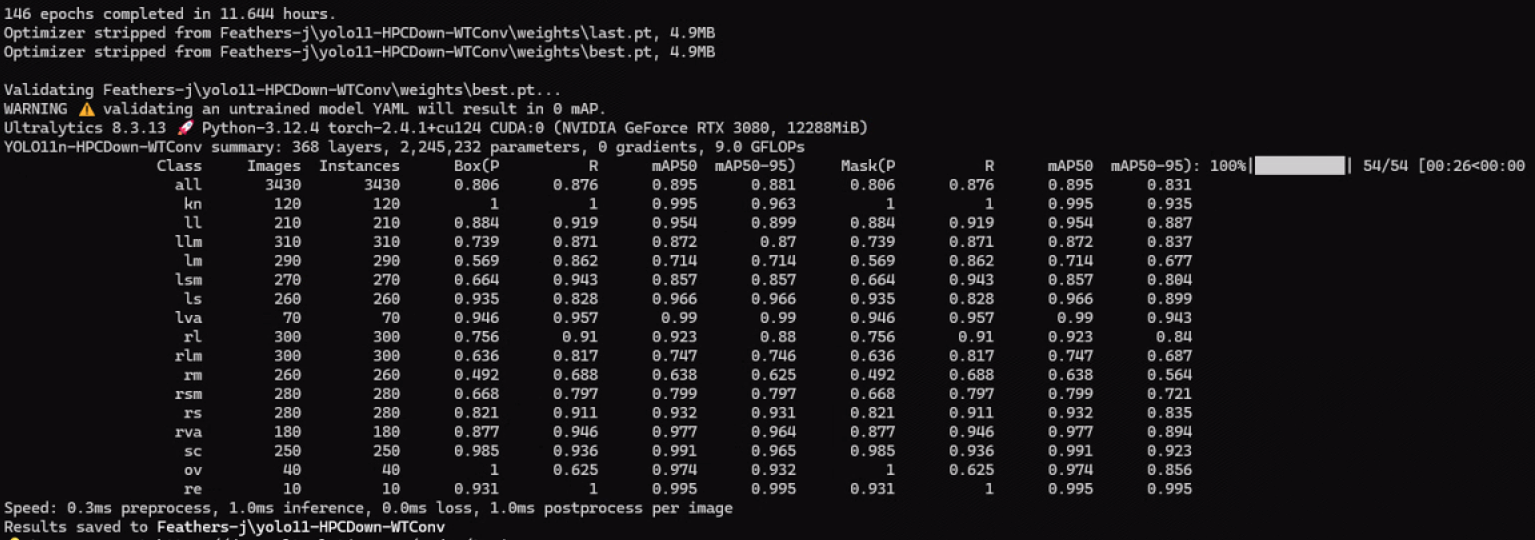 146 epochs completed in 11.644 hours.
Optimizer stripped from Feathers-j\yolo11-HPCDown-WTConv\weights\last.pt, 4.9MB
Optimizer stripped from Feathers-j\yolo11-HPCDown-WTConv\weights\best.pt, 4.9MB
Validating Feathers-j\yolo11-HPCDown-WTConv\weights\best.pt...
WARNING ⚠️ validating an untrained model YAML will result in 0 mAP.
Ultralytics 8.3.13 🚀 Python-3.12.4 torch-2.4.1+cu124 CUDA:0 (NVIDIA GeForce RTX 3080, 12288MiB)
YOLO11n-HPCDown-WTConv summary: 368 layers, 2,245,232 parameters, 0 gradients, 9.0 GFLOPs
Class Images Instances Box(P R mAP50 mAP50-95) Mask(P R mAP50 mAP50-95): 100%|██████████| 54/54 [00:26<00:00
all 3430 3430 0.806 0.876 0.895 0.881 0.806 0.876 0.895 0.831
kn 120 120 1 1 0.995 0.963 1 1 0.995 0.935
ll 210 210 0.884 0.919 0.954 0.899 0.884 0.919 0.954 0.887
llm 310 310 0.739 0.871 0.872 0.87 0.739 0.871 0.872 0.837
lm 290 290 0.569 0.862 0.714 0.714 0.569 0.862 0.714 0.677
lsm 270 270 0.664 0.943 0.857 0.857 0.664 0.943 0.857 0.804
ls 260 260 0.935 0.828 0.966 0.966 0.935 0.828 0.966 0.899
lva 70 70 0.946 0.957 0.99 0.99 0.946 0.957 0.99 0.943
rl 300 300 0.756 0.91 0.923 0.88 0.756 0.91 0.923 0.84
rlm 300 300 0.636 0.817 0.747 0.746 0.636 0.817 0.747 0.687
rm 260 260 0.492 0.688 0.638 0.625 0.492 0.688 0.638 0.564
rsm 280 280 0.668 0.797 0.799 0.797 0.668 0.797 0.799 0.721
rs 280 280 0.821 0.911 0.932 0.931 0.821 0.911 0.932 0.835
rva 180 180 0.877 0.946 0.977 0.964 0.877 0.946 0.977 0.894
sc 250 250 0.985 0.936 0.991 0.965 0.985 0.936 0.991 0.923
ov 40 40 1 0.625 0.974 0.932 1 0.625 0.974 0.856
re 10 10 0.931 1 0.995 0.995 0.931 1 0.995 0.995
Speed: 0.3ms preprocess, 1.0ms inference, 0.0ms loss, 1.0ms postprocess per image
Results saved to Feathers-j\yolo11-HPCDown-WTConv